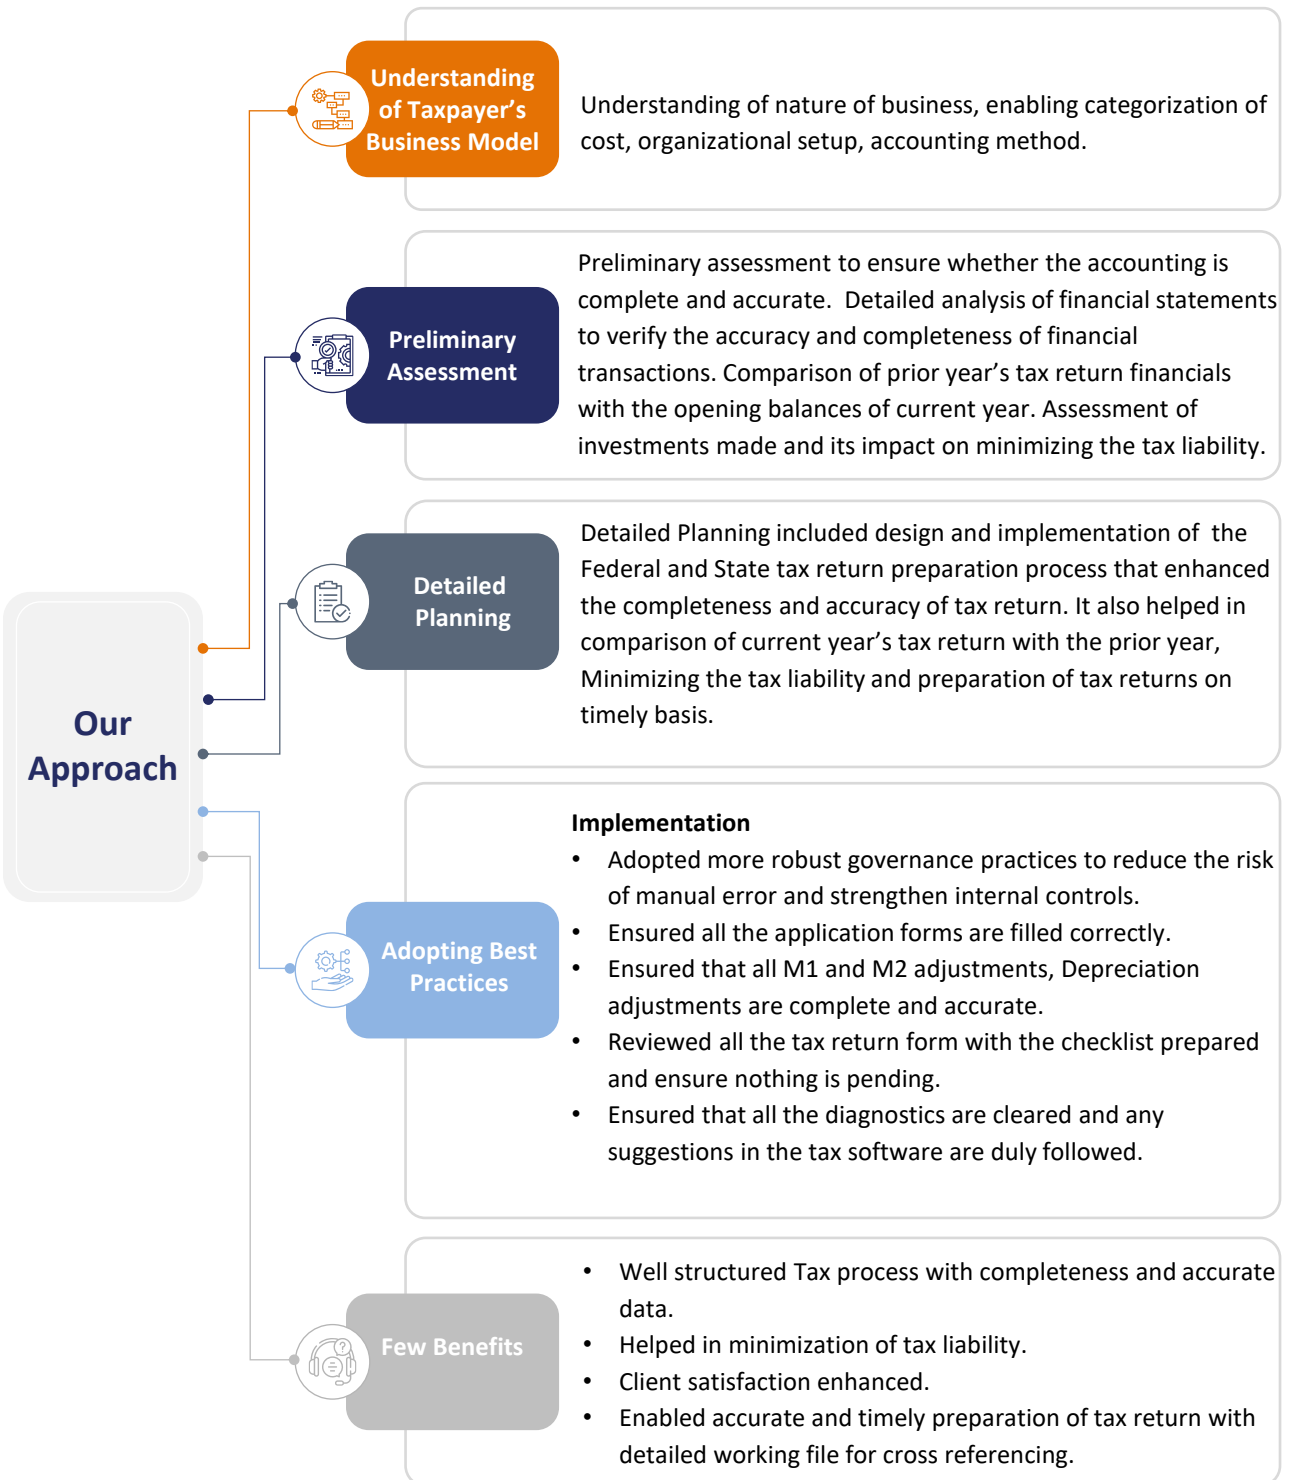 Our
Approach
Understanding
of Taxpayer’s
Business Model
Understanding of nature of business, enabling categorization of
cost, organizational setup, accounting method.
Preliminary
Assessment
Preliminary assessment to ensure whether the accounting is
complete and accurate.  Detailed analysis of financial statements
to verify the accuracy and completeness of financial
transactions. Comparison of prior year’s tax return financials
with the opening balances of current year. Assessment of
investments made and its impact on minimizing the tax liability.
Detailed
Planning
Detailed Planning included design and implementation of  the
Federal and State tax return preparation process that enhanced
the completeness and accuracy of tax return. It also helped in
comparison of current year’s tax return with the prior year,
Minimizing the tax liability and preparation of tax returns on
timely basis.
Adopting Best
Practices
Implementation
• Adopted more robust governance practices to reduce the risk
of manual error and strengthen internal controls.
• Ensured all the application forms are filled correctly.
• Ensured that all M1 and M2 adjustments, Depreciation
adjustments are complete and accurate.
• Reviewed all the tax return form with the checklist prepared
and ensure nothing is pending.
• Ensured that all the diagnostics are cleared and any
suggestions in the tax software are duly followed.
Few Benefits
• Well structured Tax process with completeness and accurate
data.
• Helped in minimization of tax liability.
• Client satisfaction enhanced.
• Enabled accurate and timely preparation of tax return with
detailed working file for cross referencing.